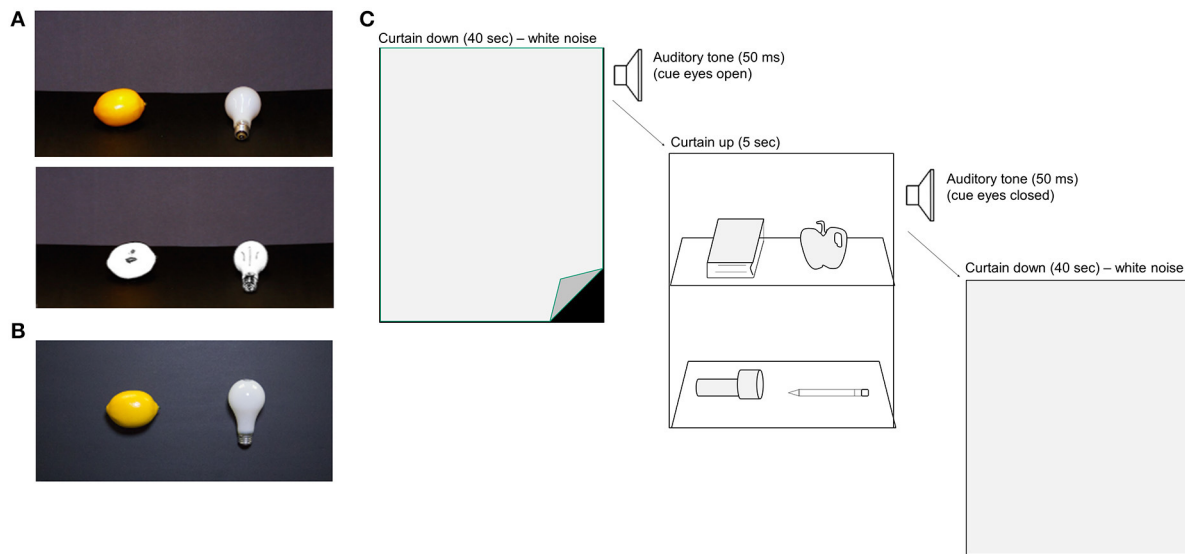 A
B
C
Curtain down (40 sec) – white noise
Auditory tone (50 ms)
(cue eyes open)
Curtain up (5 sec)
Auditory tone (50 ms)
(cue eyes closed)
Curtain down (40 sec) – white noise